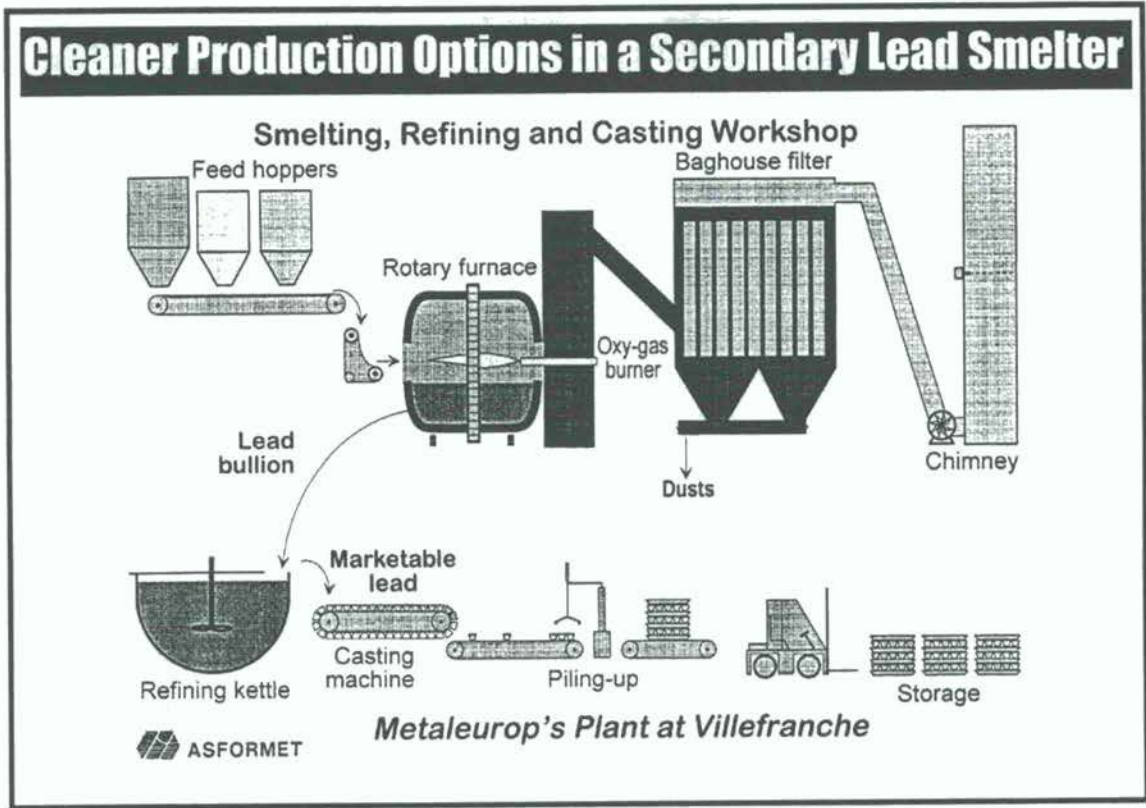 Cleaner Production Options in a Secondary Lead Smelter
Smelting, Refining and Casting Workshop
Feed hoppers
Baghouse filter
Rotary furnace
Oxy-gas
burner
Lead
bullion
Dusts
Chimney
Marketable
lead
Casting
machine
Refining kettle
Piling-up
Storage
Metaleurop's Plant at Villefranche
ASFORMET